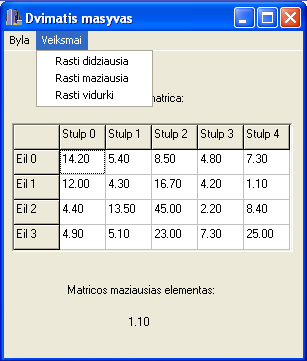 Dvimatis masyvas
Byla Veiksmai
Rasti didziausia
Rasti maziausia
Rasti vidurki
matrica:
Stulp 0 Stulp 1 Stulp 2 Stulp 3 Stulp 4
Eil 0 14.20 5.40 8.50 4.80 7.30
Eil 1 12.00 4.30 16.70 4.20 1.10
Eil 2 4.40 13.50 45.00 2.20 8.40
Eil 3 4.90 5.10 23.00 7.30 25.00
Matricos maziausias elementas:
1.10